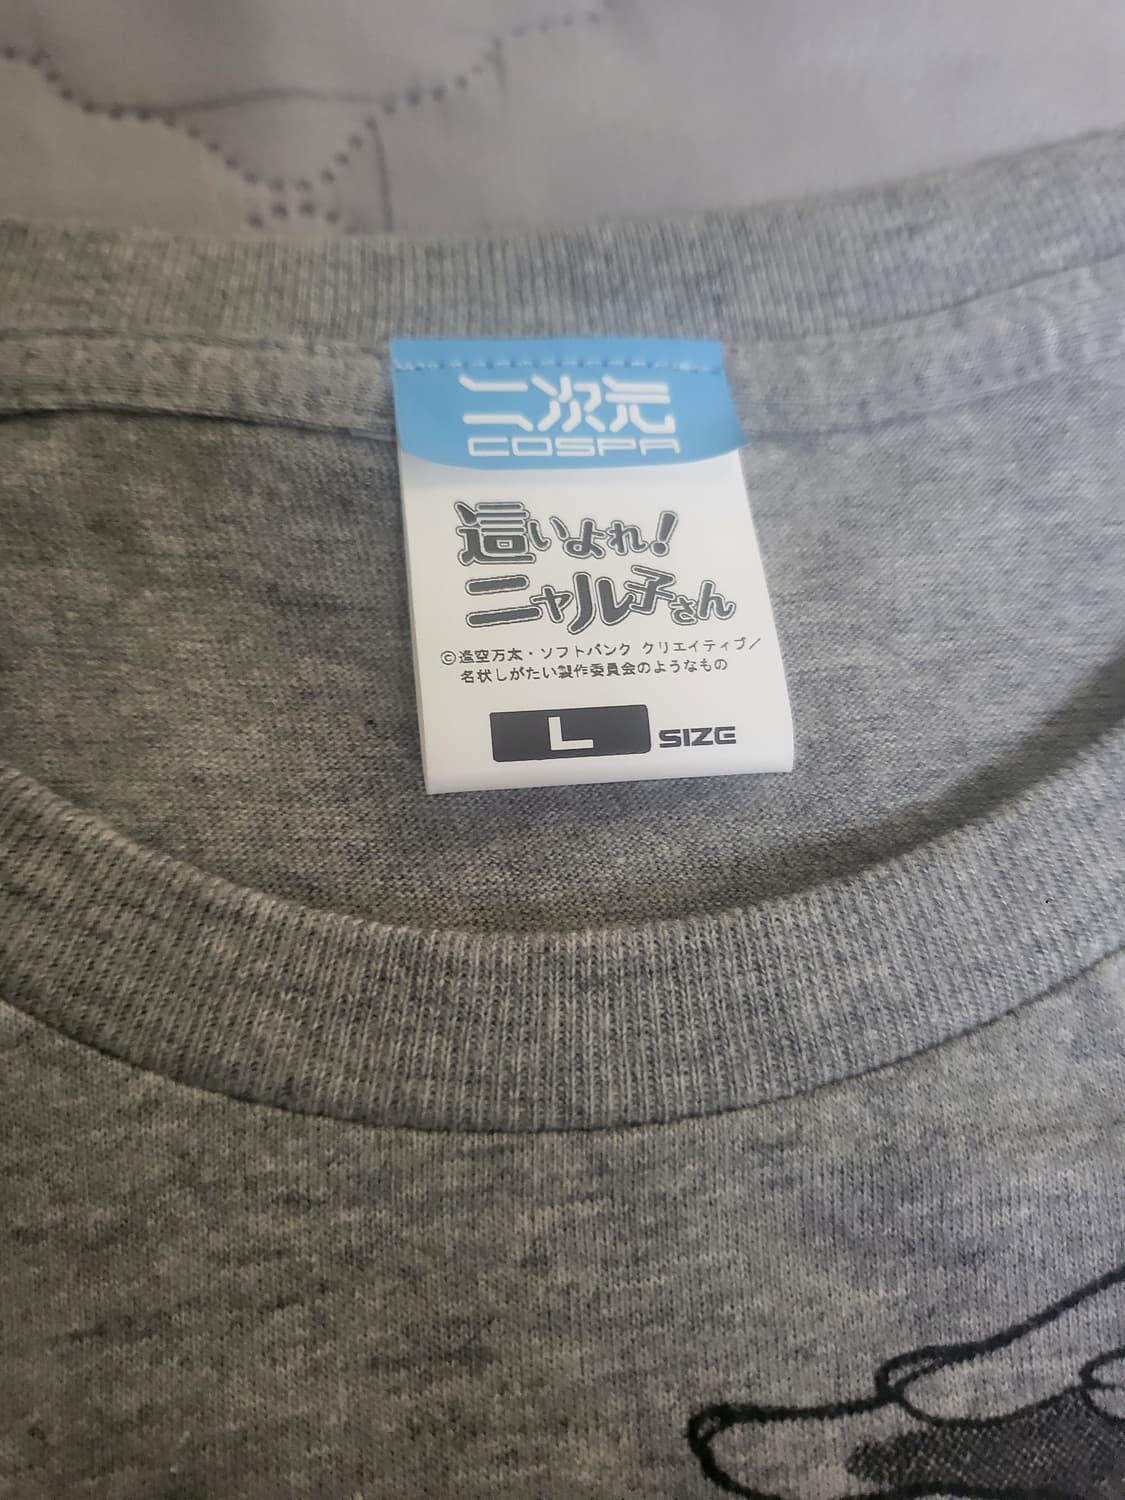 二次元
COSPA
這いよれ!
ニャル子さん
©逢空万太・ソフトバンク クリエイティブ/
名状しがたい製作委員会のようなもの
L SIZE